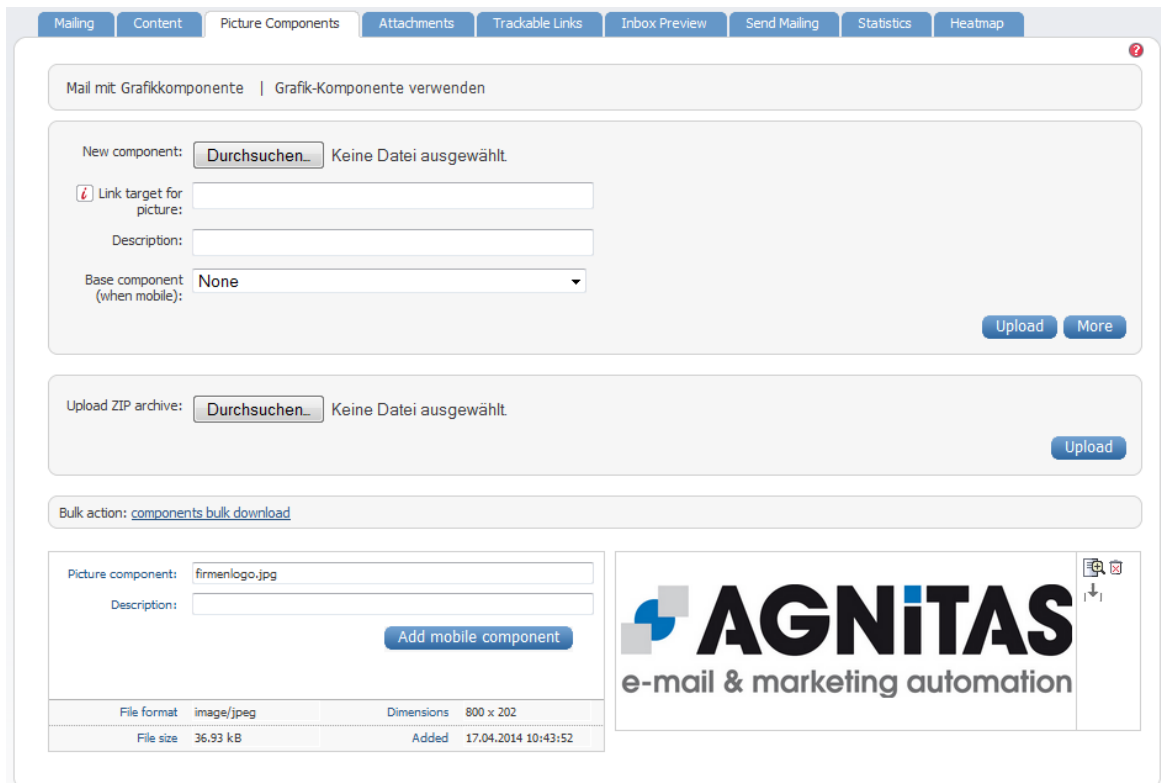 Mailing Content Picture Components Attachments Trackable Links Inbox Preview Send Mailing Statistics Heatmap
?
Mail mit Grafikkomponente | Grafik-Komponente verwenden
New component: Durchsuchen... Keine Datei ausgewählt.
i Link target for
picture:
Description:
Base component None
(when mobile):
Upload More
Upload ZIP archive: Durchsuchen... Keine Datei ausgewählt.
Upload
Bulk action: components bulk download
Picture component: firmenlogo.jpg
Description:
Add mobile component
File format image/jpeg Dimensions 800 x 202
File size 36.93 kB Added 17.04.2014 10:43:52
AGNiTAS
e-mail & marketing automation